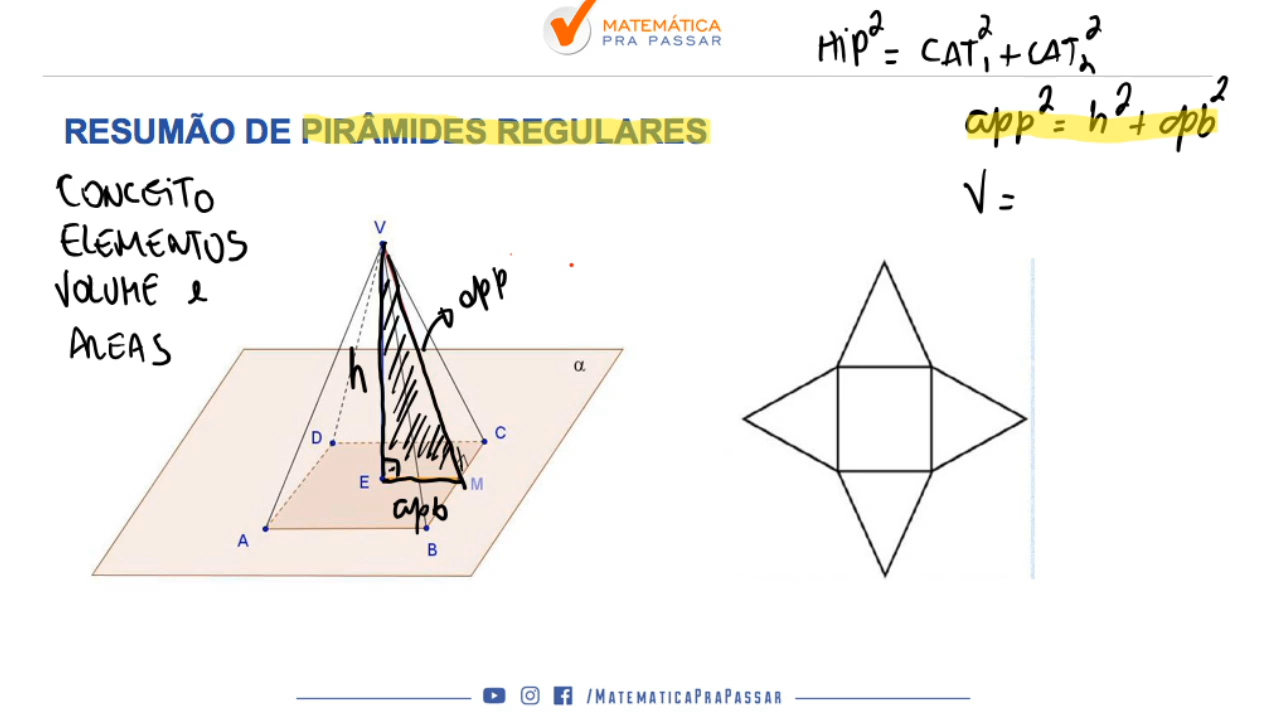 MATEMÁTICA
PRA PASSAR
Hip² = CAT₁² + CAT₂²
app² = h² + apb²
V =
RESUMÃO DE PIRÂMIDES REGULARES
CONCEITO
ELEMENTOS
VOLUME e
ÁREAS
V
app
h
α
D
C
E
M
apb
A
B
/MATEMATICAPRAPASSAR